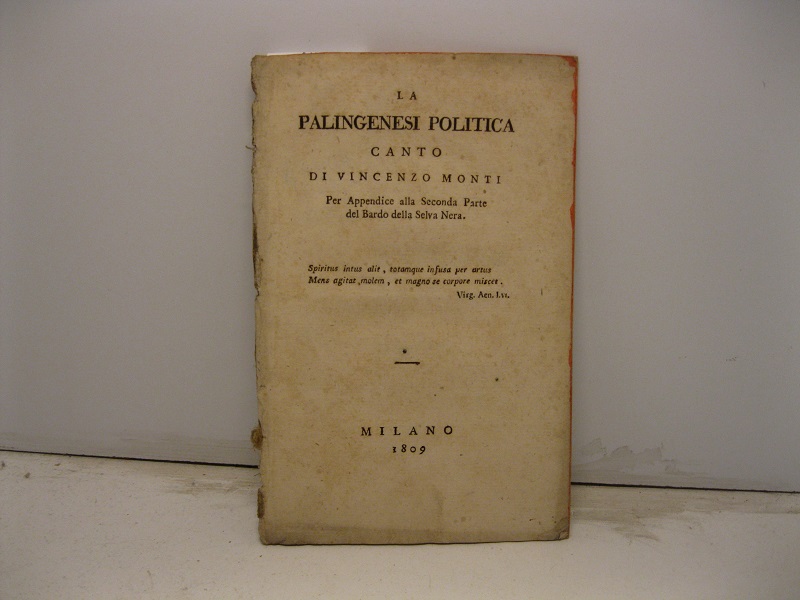 LA
PALINGENESI POLITICA
CANTO
DI VINCENZO MONTI
Per Appendice alla Seconda Parte
del Bardo della Selva Nera.
Spiritus intus alit, totamque infusa per artus
Mens agitat molem, et magno se corpore miscet.
Virg. Aen. l.vi.
MILANO
1809